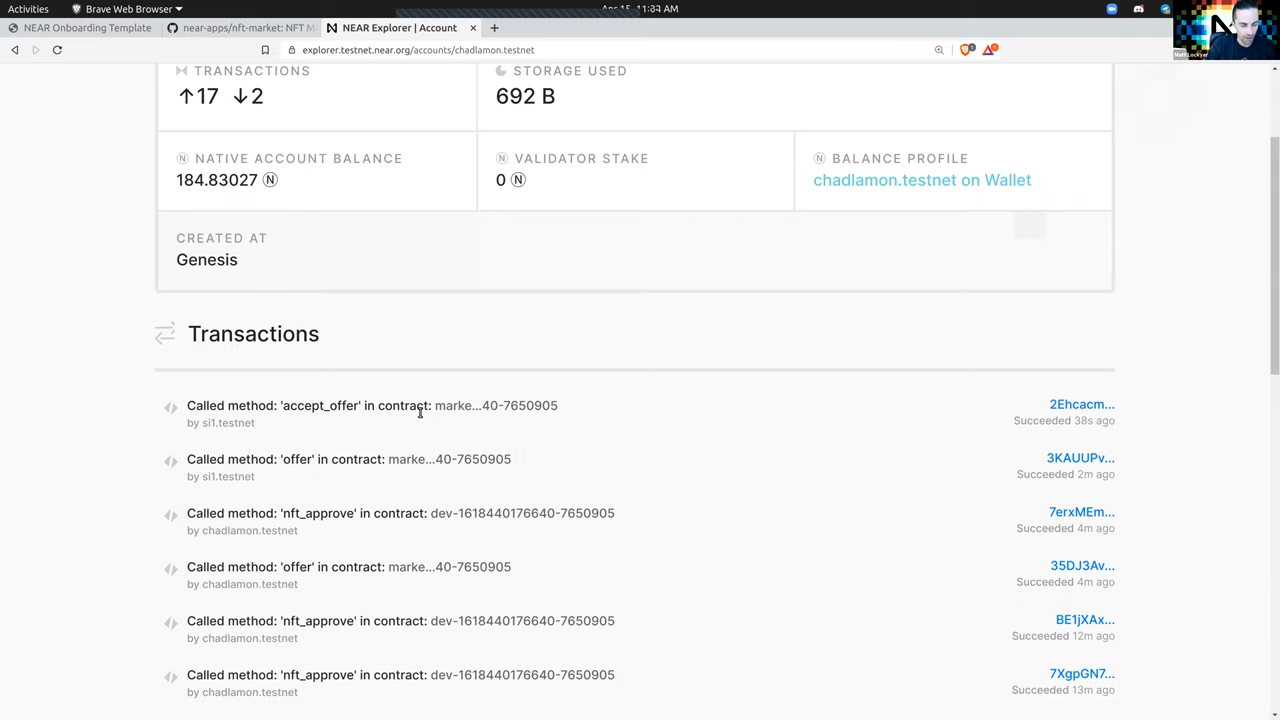 Activities
Brave Web Browser
Apr 15, 11:37 AM
NEAR Onboarding Template
near-apps/nft-market: NFT M
NEAR Explorer | Account
explorer.testnet.near.org/accounts/chadlamon.testnet
Matt Lockyer
TRANSACTIONS
↑17 ↓2
STORAGE USED
692 B
NATIVE ACCOUNT BALANCE
184.83027 Ⓝ
VALIDATOR STAKE
0 Ⓝ
BALANCE PROFILE
chadlamon.testnet on Wallet
CREATED AT
Genesis
Transactions
Called method: 'accept_offer' in contract: marke...40-7650905
2Ehcacm...
by si1.testnet
Succeeded 38s ago
Called method: 'offer' in contract: marke...40-7650905
3KAUUPv...
by si1.testnet
Succeeded 2m ago
Called method: 'nft_approve' in contract: dev-1618440176640-7650905
7erxMEm...
by chadlamon.testnet
Succeeded 4m ago
Called method: 'offer' in contract: marke...40-7650905
35DJ3Av...
by chadlamon.testnet
Succeeded 4m ago
Called method: 'nft_approve' in contract: dev-1618440176640-7650905
BE1jXAx...
by chadlamon.testnet
Succeeded 12m ago
Called method: 'nft_approve' in contract: dev-1618440176640-7650905
7XgpGN7...
by chadlamon.testnet
Succeeded 13m ago